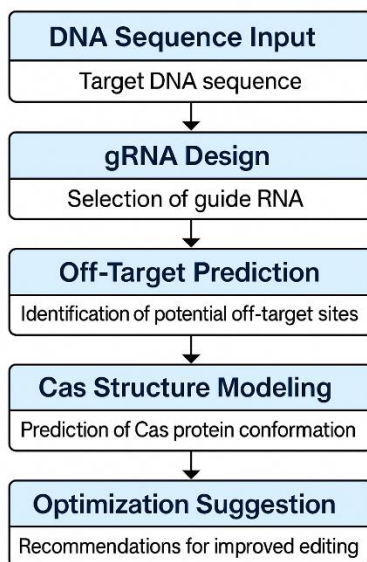 DNA Sequence Input
Target DNA sequence
gRNA Design
Selection of guide RNA
Off-Target Prediction
Identification of potential off-target sites
Cas Structure Modeling
Prediction of Cas protein conformation
Optimization Suggestion
Recommendations for improved editing